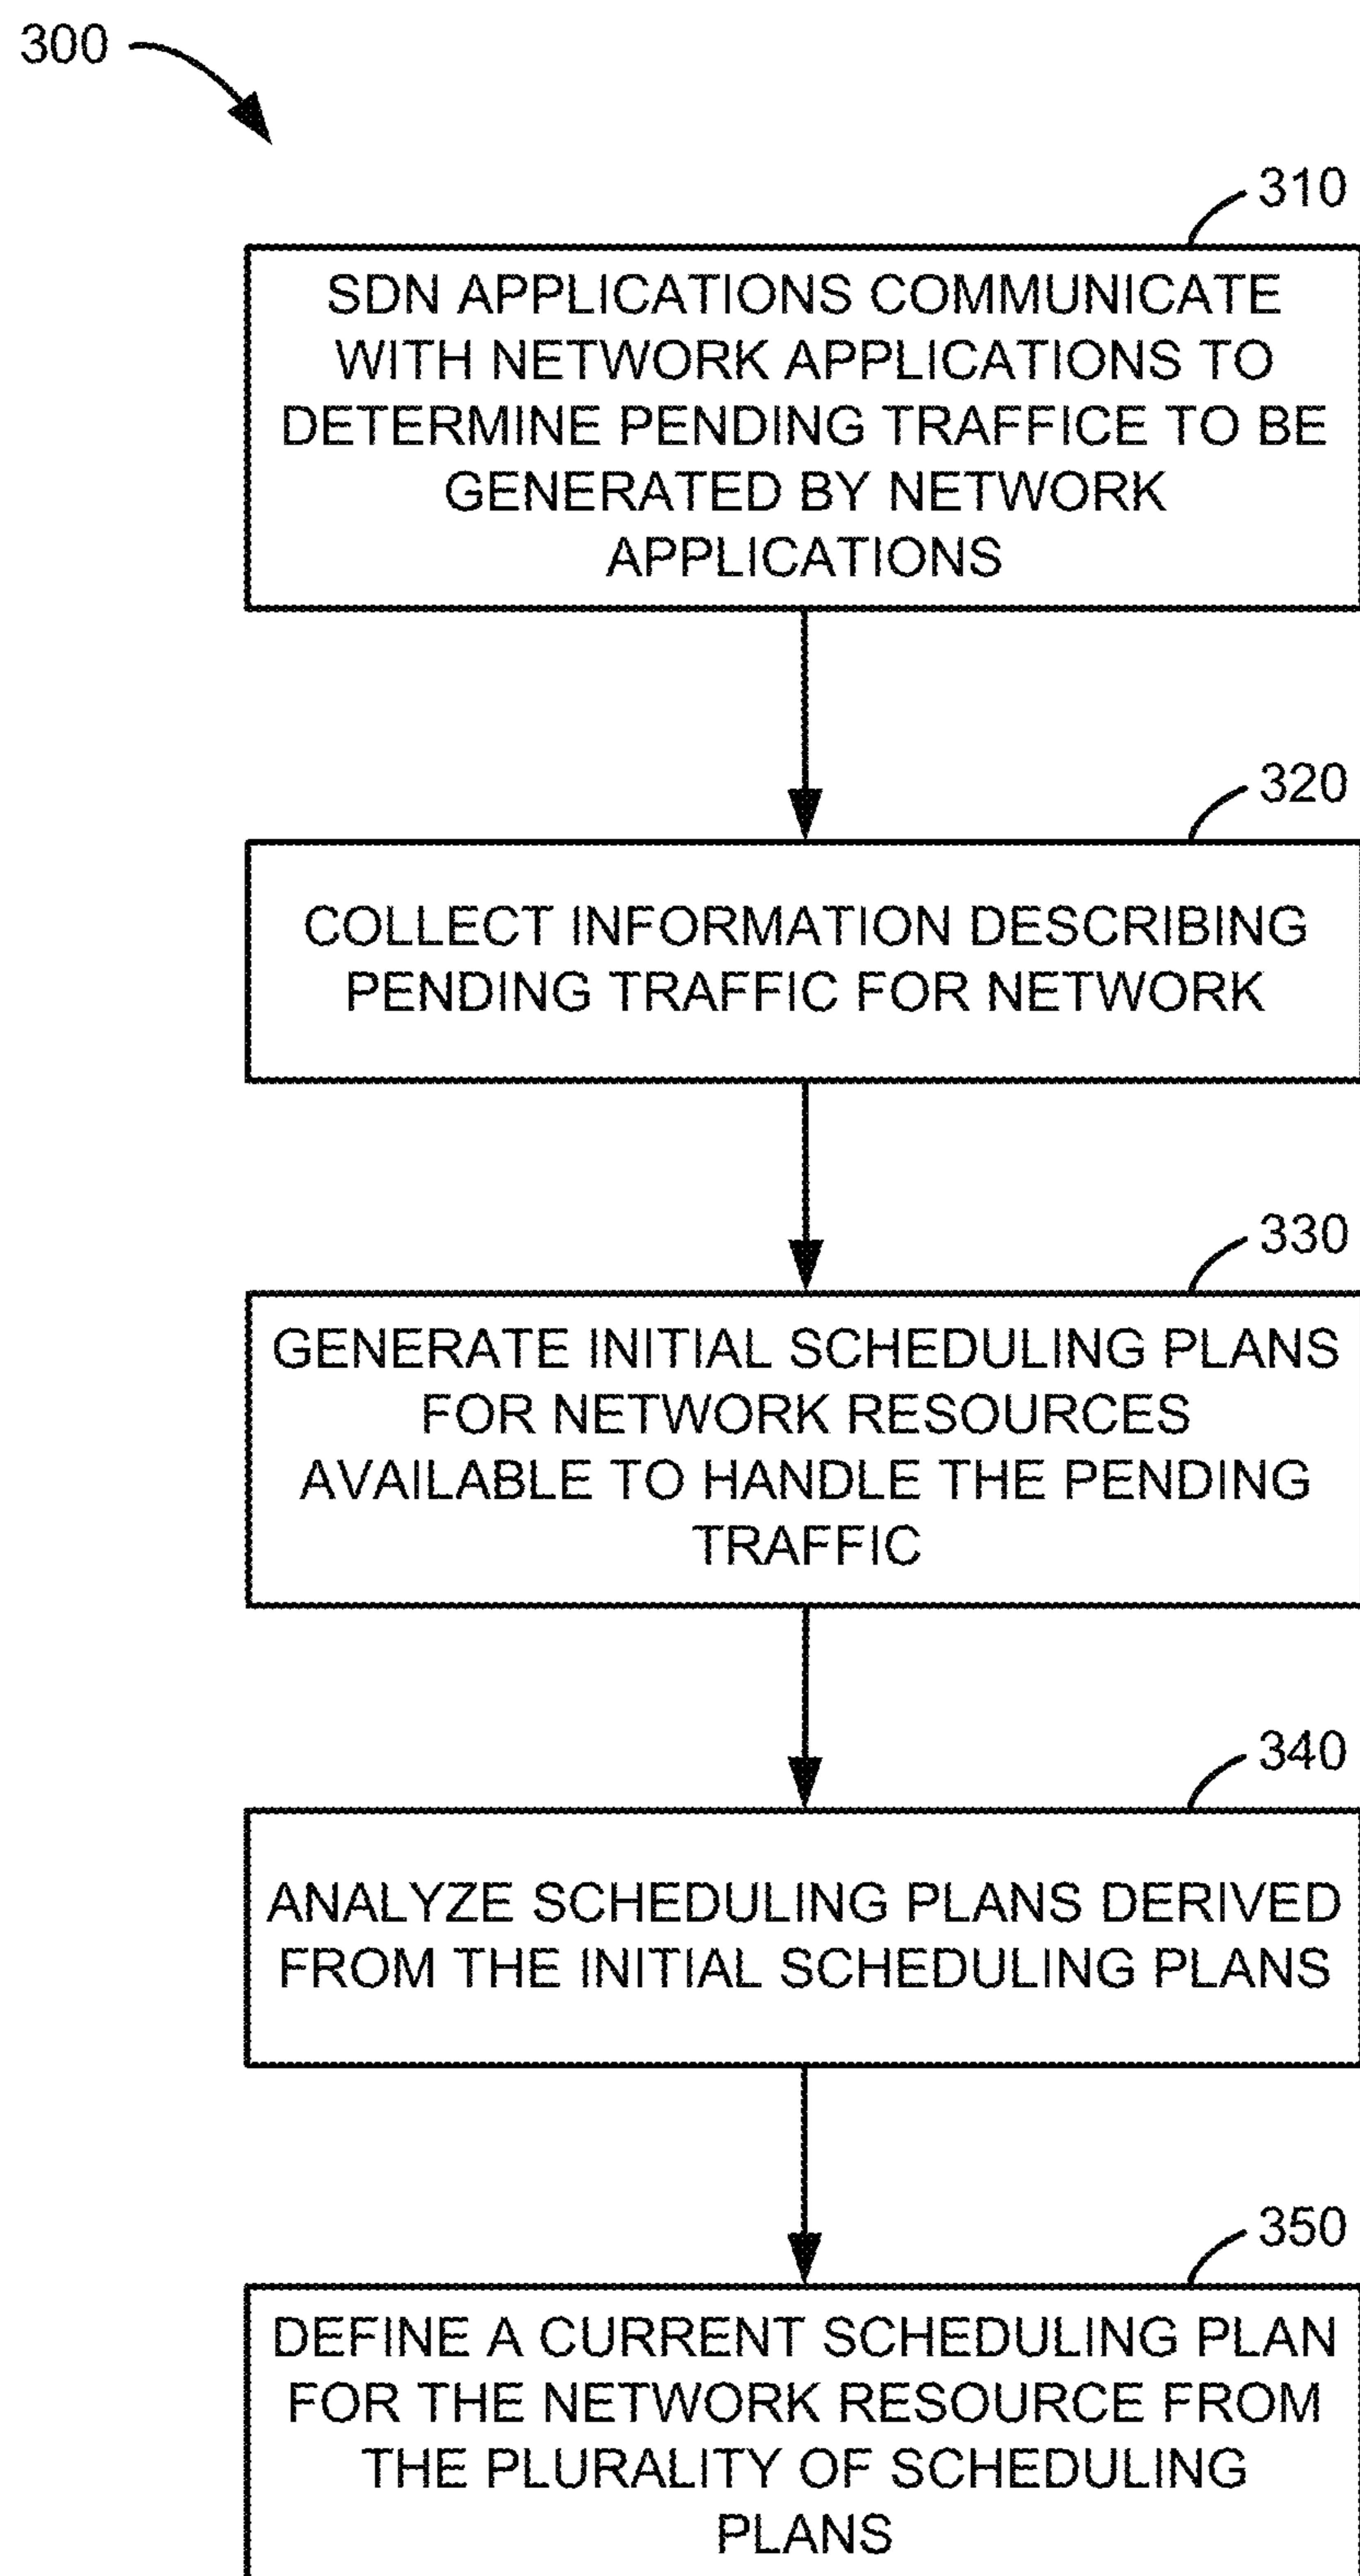 300
310
SDN APPLICATIONS COMMUNICATE
WITH NETWORK APPLICATIONS TO
DETERMINE PENDING TRAFFICE TO BE
GENERATED BY NETWORK
APPLICATIONS
320
COLLECT INFORMATION DESCRIBING
PENDING TRAFFIC FOR NETWORK
330
GENERATE INITIAL SCHEDULING PLANS
FOR NETWORK RESOURCES
AVAILABLE TO HANDLE THE PENDING
TRAFFIC
340
ANALYZE SCHEDULING PLANS DERIVED
FROM THE INITIAL SCHEDULING PLANS
350
DEFINE A CURRENT SCHEDULING PLAN
FOR THE NETWORK RESOURCE FROM
THE PLURALITY OF SCHEDULING
PLANS